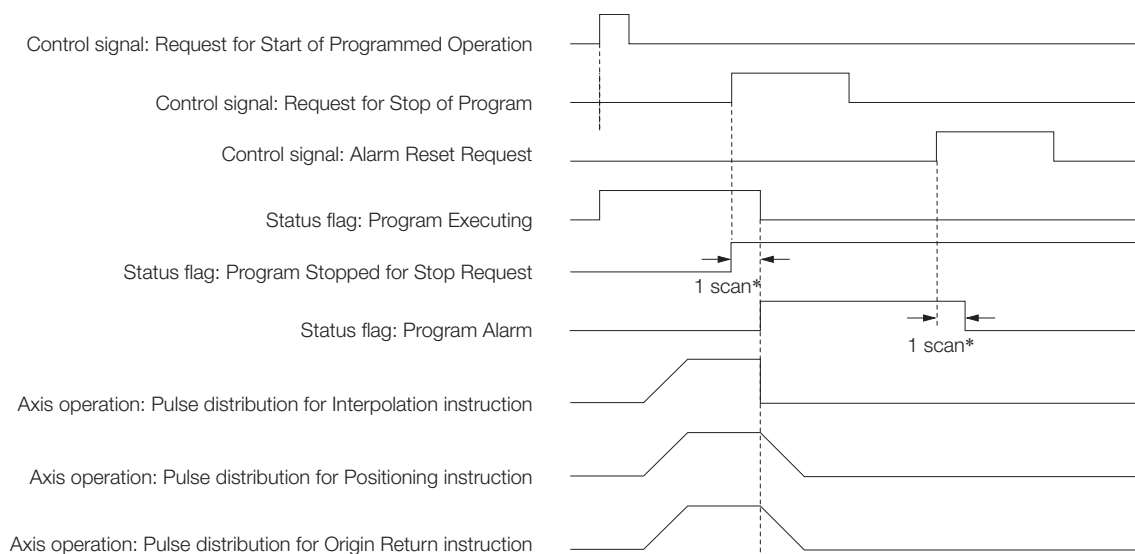 Control signal: Request for Start of Programmed Operation
Control signal: Request for Stop of Program
Control signal: Alarm Reset Request
Status flag: Program Executing
Status flag: Program Stopped for Stop Request
1 scan*
Status flag: Program Alarm
1 scan*
Axis operation: Pulse distribution for Interpolation instruction
Axis operation: Pulse distribution for Positioning instruction
Axis operation: Pulse distribution for Origin Return instruction